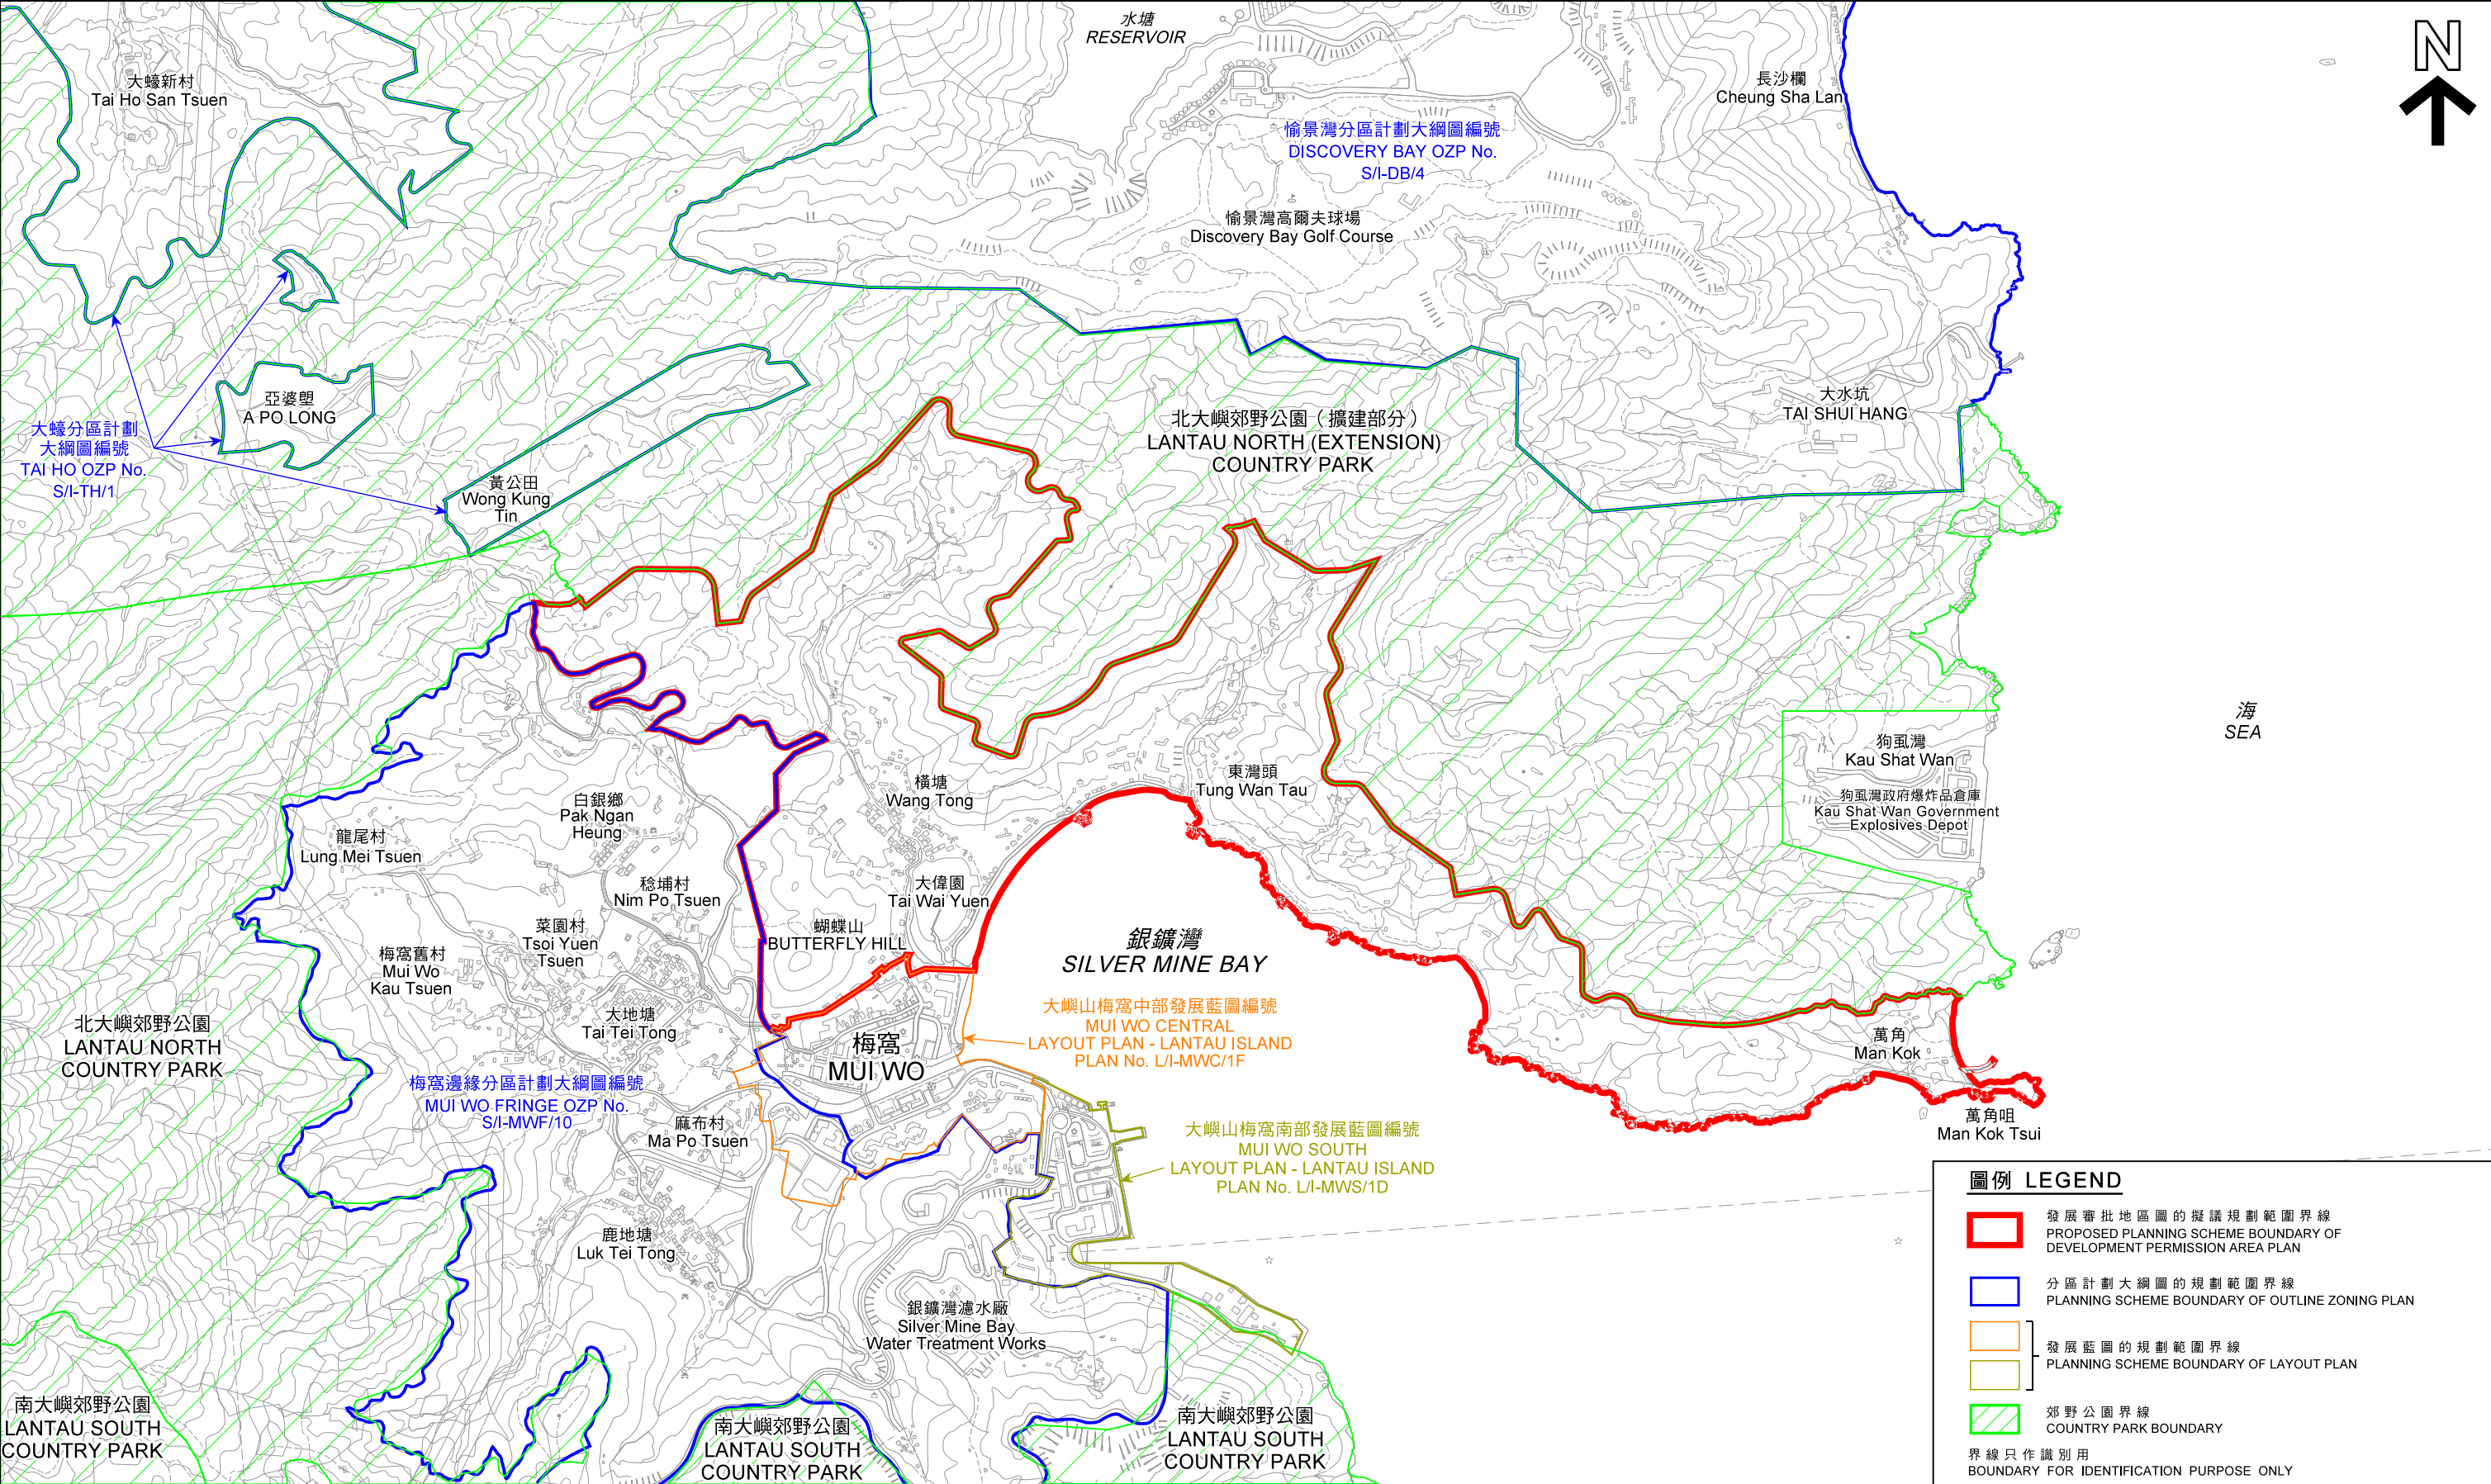 水塘
RESERVOIR
N
大蠔新村
Tai Ho San Tsuen
長沙欄
Cheung Sha Lan
愉景灣分區計劃大綱圖編號
DISCOVERY BAY OZP No.
S/I-DB/4
愉景灣高爾夫球場
Discovery Bay Golf Course
亞婆塱
A PO LONG
大蠔分區計劃
大綱圖編號
TAI HO OZP No.
S/I-TH/1
黃公田
Wong Kung
Tin
北大嶼郊野公園（擴建部分）
LANTAU NORTH (EXTENSION)
COUNTRY PARK
大水坑
TAI SHUI HANG
海
SEA
狗虱灣
Kau Shat Wan
狗虱灣政府爆炸品倉庫
Kau Shat Wan Government
Explosives Depot
橫塘
Wang Tong
東灣頭
Tung Wan Tau
白銀鄉
Pak Ngan
Heung
龍尾村
Lung Mei Tsuen
稔埔村
Nim Po Tsuen
大偉園
Tai Wai Yuen
菜園村
Tsoi Yuen
Tsuen
蝴蝶山
BUTTERFLY HILL
銀鑛灣
SILVER MINE BAY
梅窩舊村
Mui Wo
Kau Tsuen
大地塘
Tai Tei Tong
北大嶼郊野公園
LANTAU NORTH
COUNTRY PARK
梅窩
MUI WO
大嶼山梅窩中部發展藍圖編號
MUI WO CENTRAL
LAYOUT PLAN - LANTAU ISLAND
PLAN No. L/I-MWC/1F
萬角
Man Kok
梅窩邊緣分區計劃大綱圖編號
MUI WO FRINGE OZP No.
S/I-MWF/10
麻布村
Ma Po Tsuen
大嶼山梅窩南部發展藍圖編號
MUI WO SOUTH
LAYOUT PLAN - LANTAU ISLAND
PLAN No. L/I-MWS/1D
萬角咀
Man Kok Tsui
鹿地塘
Luk Tei Tong
銀鑛灣濾水廠
Silver Mine Bay
Water Treatment Works
南大嶼郊野公園
LANTAU SOUTH
COUNTRY PARK
南大嶼郊野公園
LANTAU SOUTH
COUNTRY PARK
南大嶼郊野公園
LANTAU SOUTH
COUNTRY PARK
圖例 LEGEND
發展審批地區圖的擬議規劃範圍界線
PROPOSED PLANNING SCHEME BOUNDARY OF
DEVELOPMENT PERMISSION AREA PLAN
分區計劃大綱圖的規劃範圍界線
PLANNING SCHEME BOUNDARY OF OUTLINE ZONING PLAN
發展藍圖的規劃範圍界線
PLANNING SCHEME BOUNDARY OF LAYOUT PLAN
郊野公園界線
COUNTRY PARK BOUNDARY
界線只作識別用
BOUNDARY FOR IDENTIFICATION PURPOSE ONLY